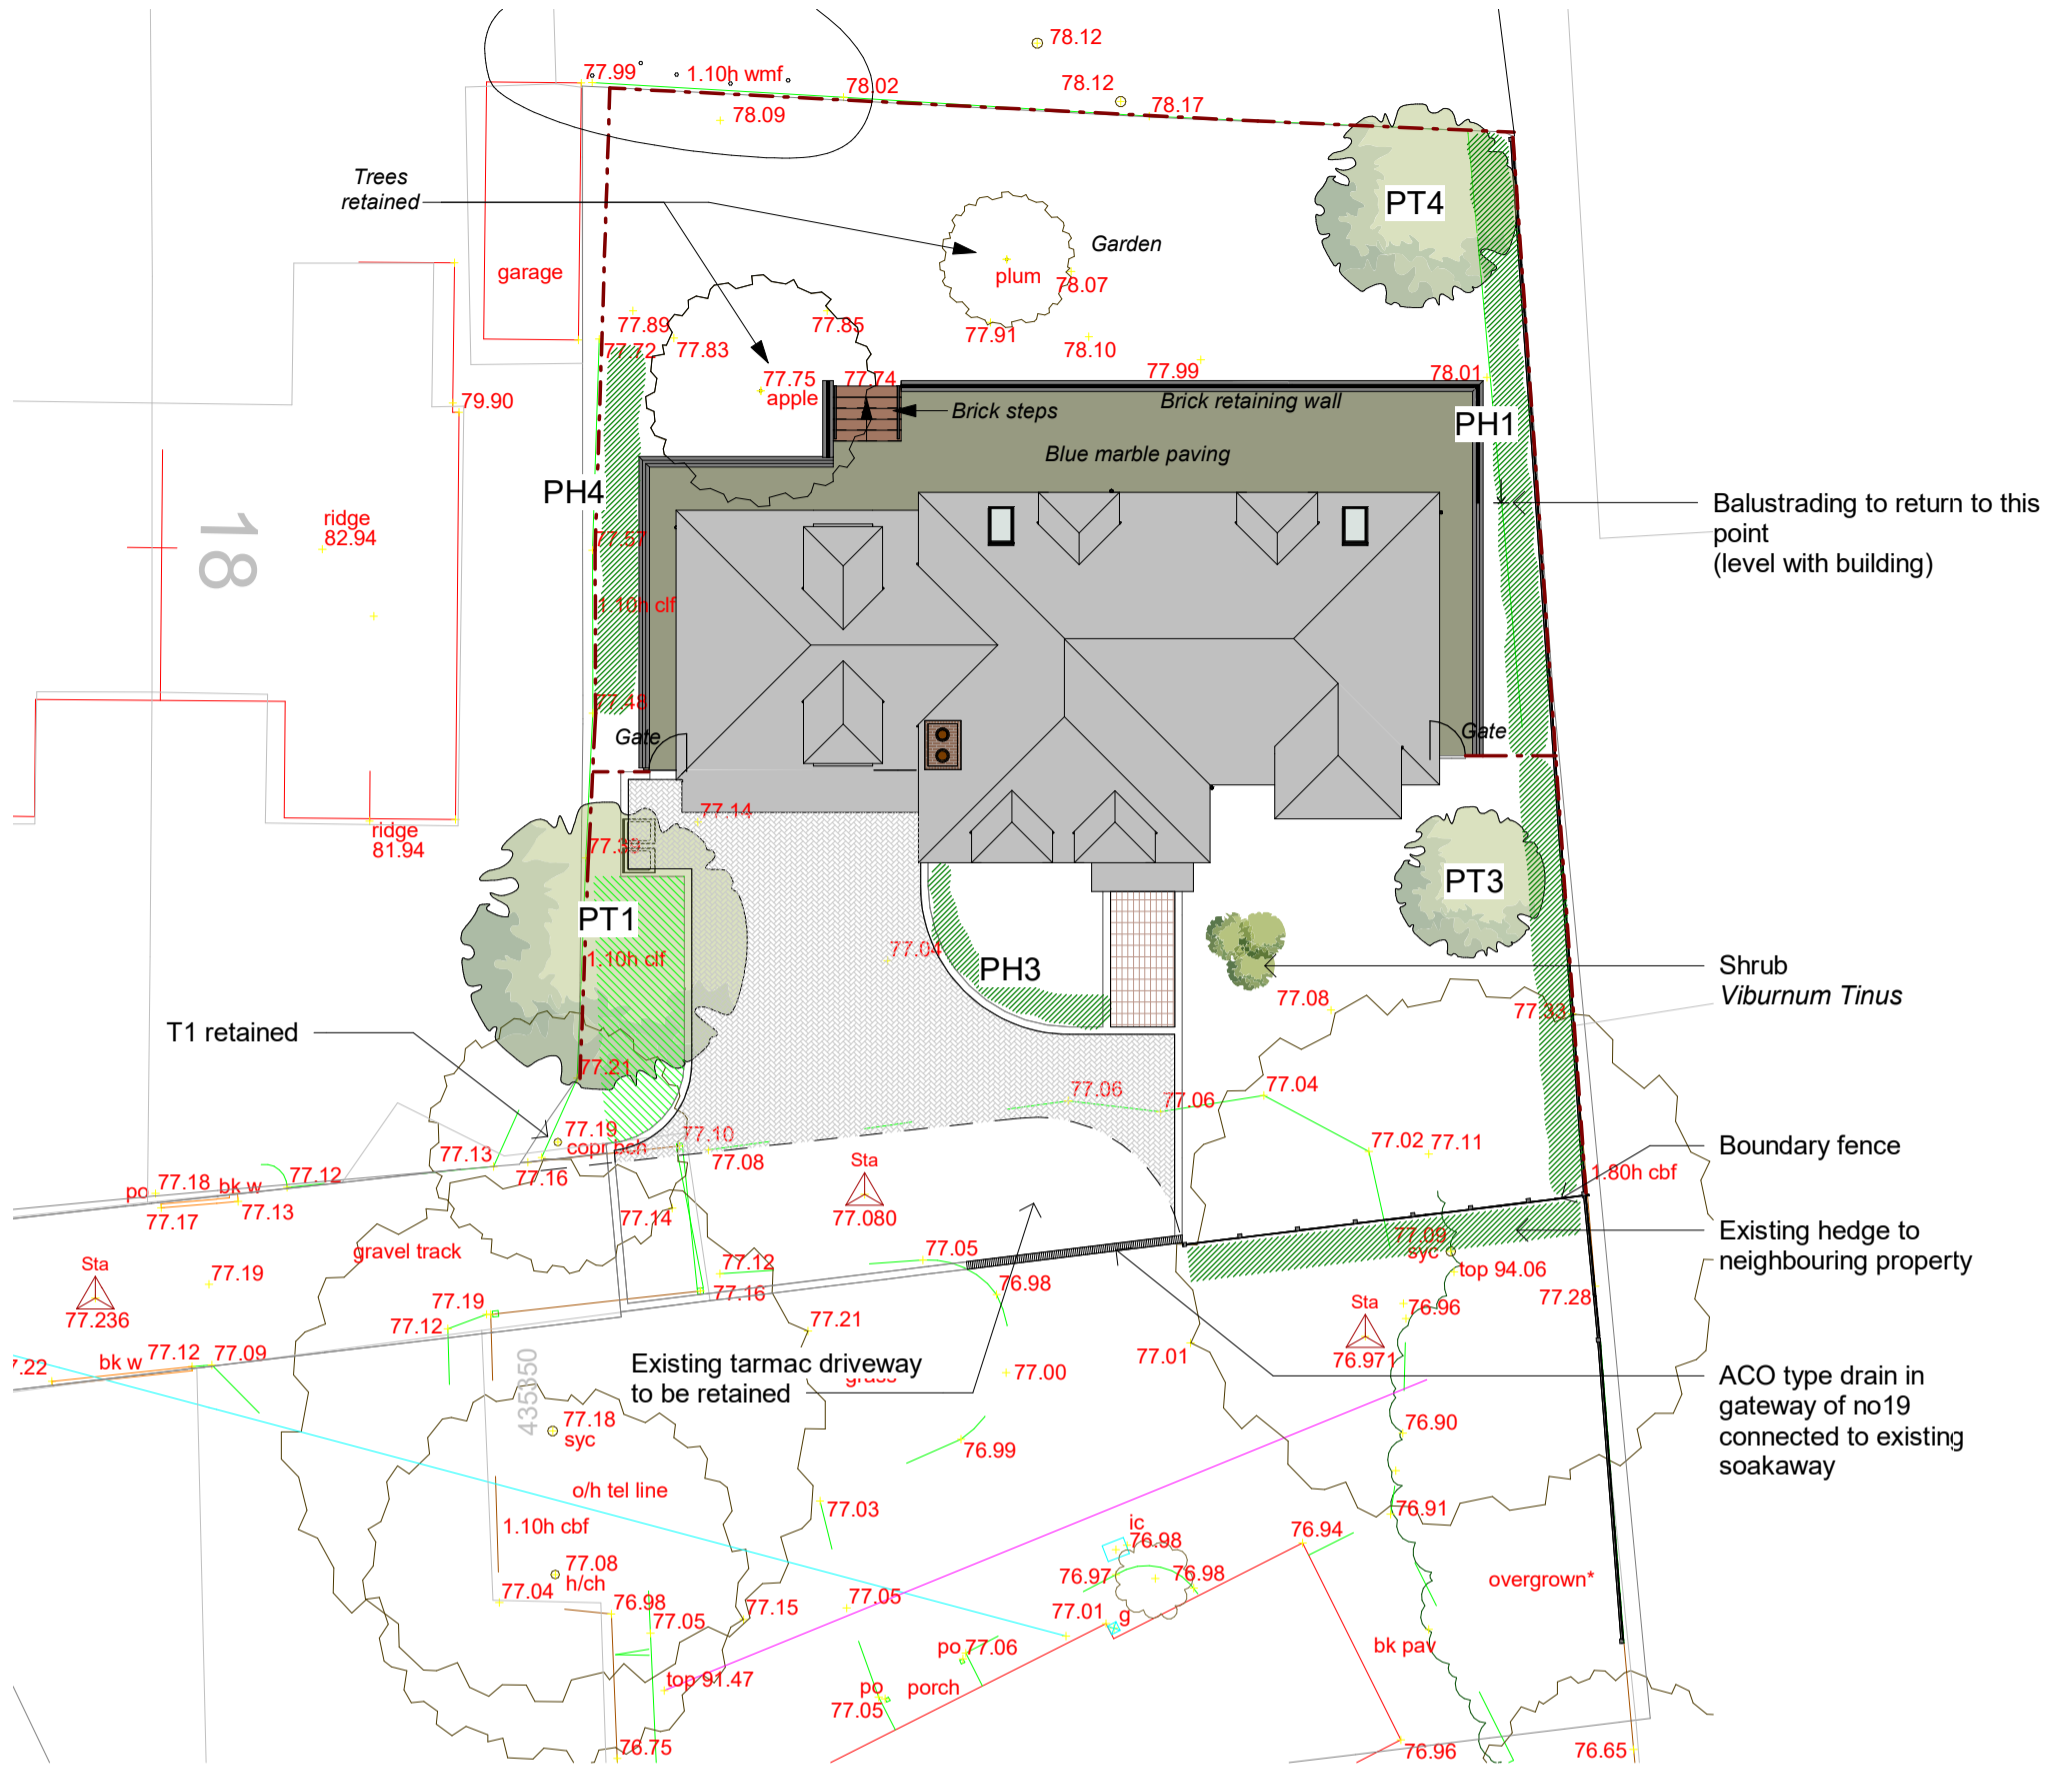 78.12
77.99
1.10h wmf
78.02
78.12
78.17
78.09
Trees
retained
PT4
Garden
garage
plum
78.07
77.89
77.85
77.91
77.72
77.83
78.10
77.99
78.01
77.75
77.74
apple
79.90
Brick steps
Brick retaining wall
PH1
Blue marble paving
PH4
Balustrading to return to this
point
(level with building)
18
ridge
82.94
77.57
1.10h clf
77.48
Gate
Gate
77.14
ridge
81.94
77.39
PT3
PT1
77.04
1.10h clf
PH3
Shrub
Viburnum Tinus
77.08
77.33
T1 retained
77.21
77.06
77.06
77.04
77.19
copr bch
77.10
77.02
77.11
Boundary fence
77.13
77.16
77.08
Sta
77.080
po
77.18
bk w
77.12
77.17
77.13
1.80h cbf
77.14
77.09
syc
Existing hedge to
neighbouring property
gravel track
77.05
77.12
76.98
top 94.06
Sta
77.236
77.19
77.16
77.28
77.19
77.12
77.21
76.96
Sta
76.971
7.22
bk w
77.12
77.09
Existing tarmac driveway
to be retained
grass
77.00
77.01
ACO type drain in
gateway of no19
connected to existing
soakaway
435350
77.18
syc
76.99
76.90
o/h tel line
77.03
76.91
1.10h cbf
ic
76.98
76.94
77.08
h/ch
77.04
76.97
76.98
overgrown*
76.98
77.05
77.15
77.05
77.01
g
po
77.06
bk pav
top 91.47
po
77.05
porch
76.75
76.96
76.65